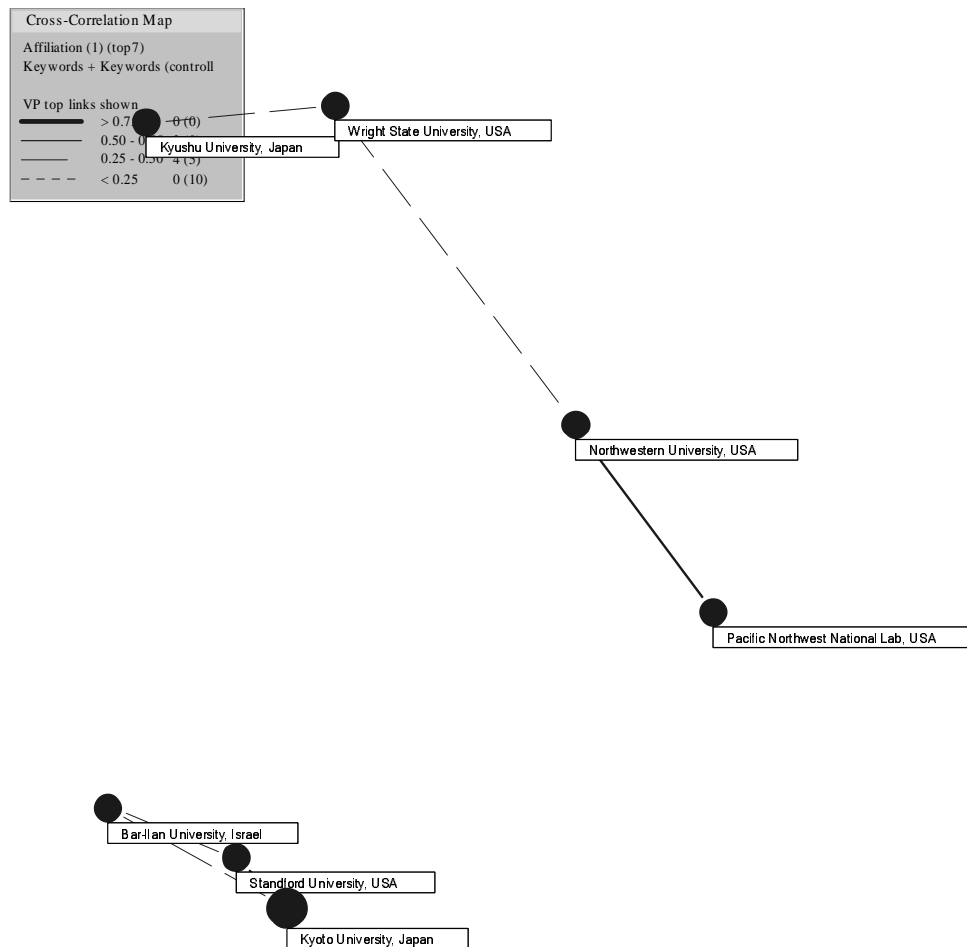 Cross-Correlation Map
Affiliation (1) (top7)
Keywords + Keywords (controll
VP top links shown
> 0.7 0 (0)
0.50 -
0.25 - 0.50 4 (5)
< 0.25 0 (10)
Kyushu University, Japan
Wright State University, USA
Northwestern University, USA
Pacific Northwest National Lab, USA
Bar-Ilan University, Israel
Standford University, USA
Kyoto University, Japan